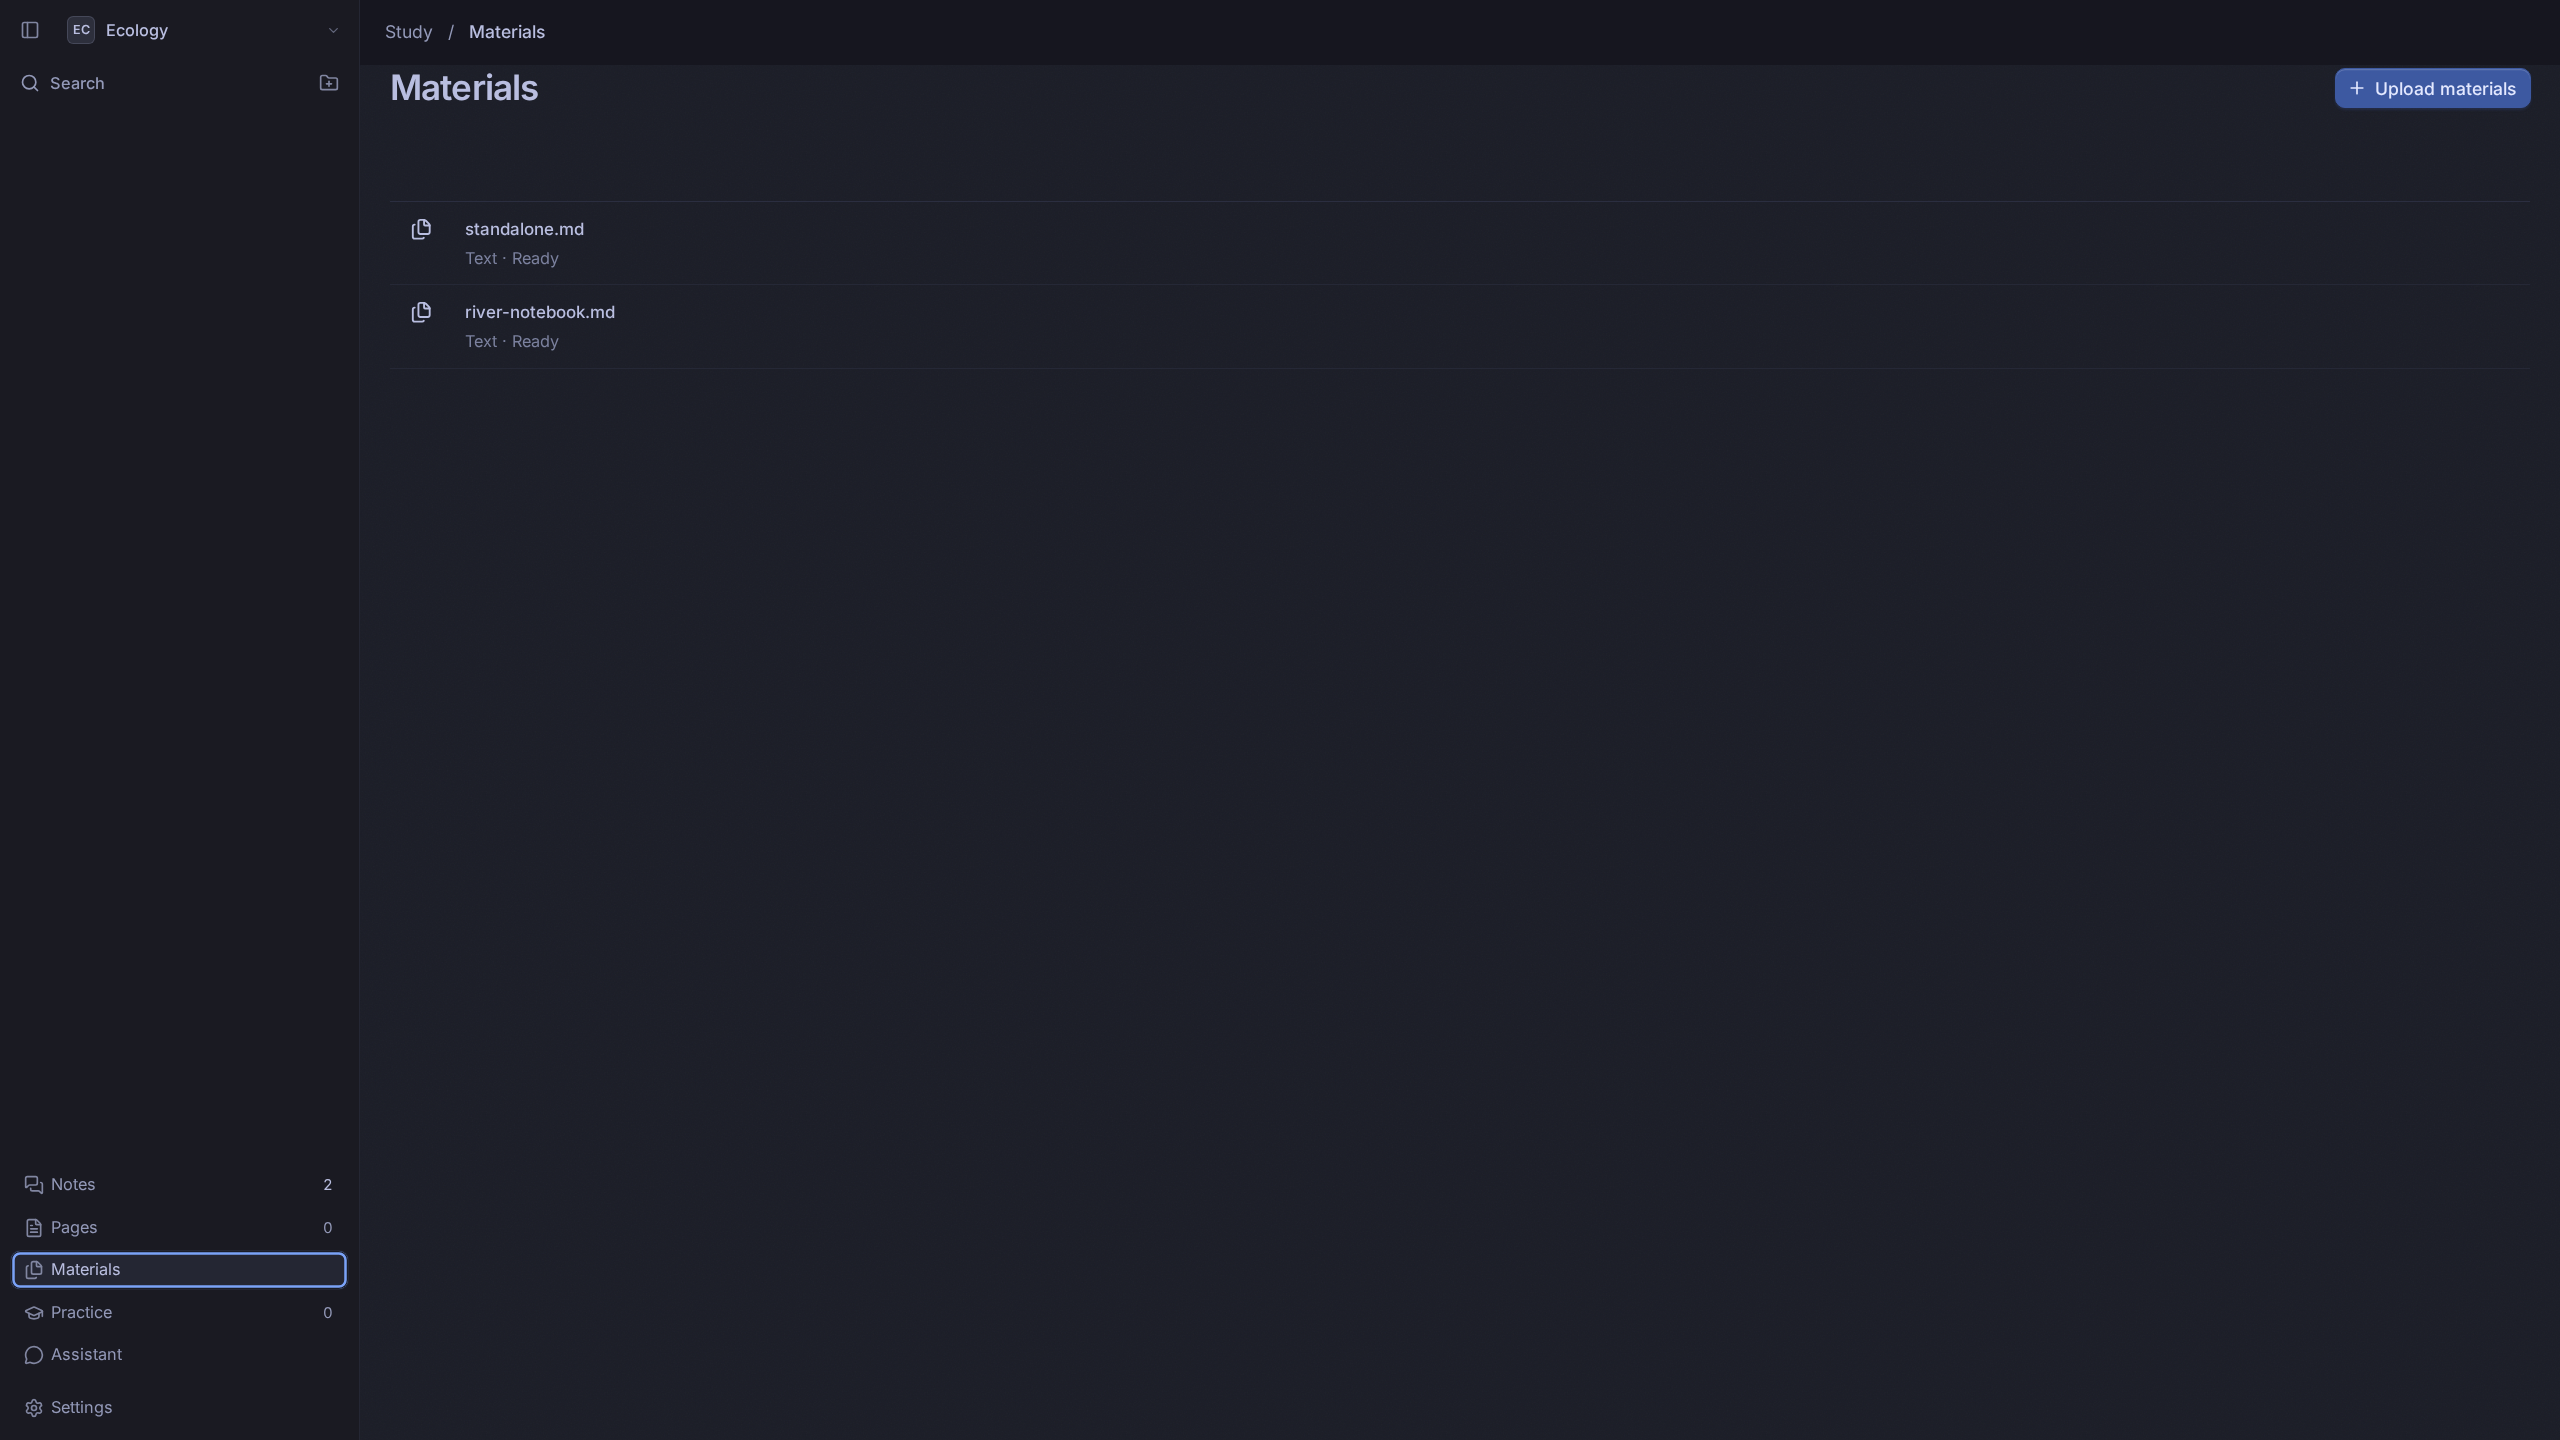 EC Ecology
Search
Study / Materials
Materials
Upload materials
standalone.md
Text · Ready
river-notebook.md
Text · Ready
Notes 2
Pages 0
Materials
Practice 0
Assistant
Settings